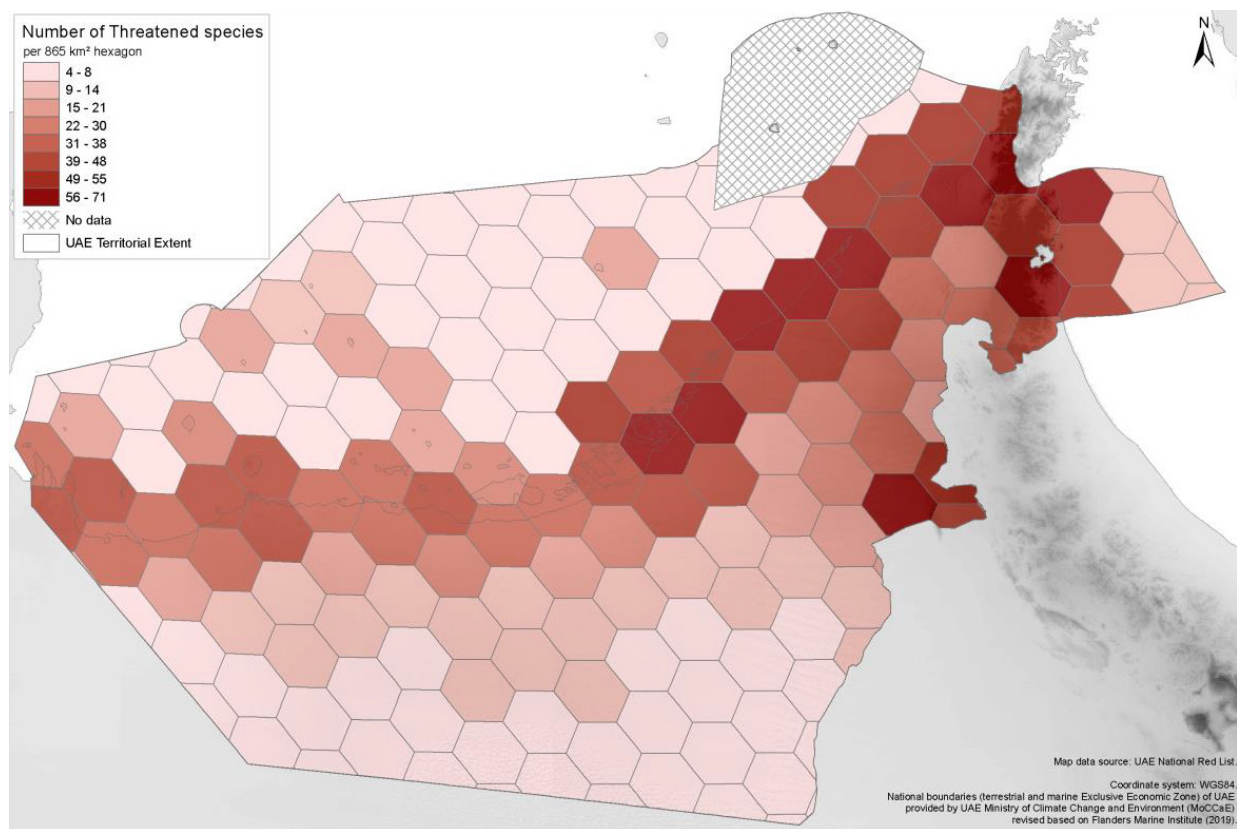 Number of Threatened species
per 865 km² hexagon
4 - 8
9 - 14
15 - 21
22 - 30
31 - 38
39 - 48
49 - 55
56 - 71
No data
UAE Territorial Extent
N
Map data source: UAE National Red List.
Coordinate system: WGS84.
National boundaries (terrestrial and marine Exclusive Economic Zone) of UAE
provided by UAE Ministry of Climate Change and Environment (MoCCaE)
revised based on Flanders Marine Institute (2019).